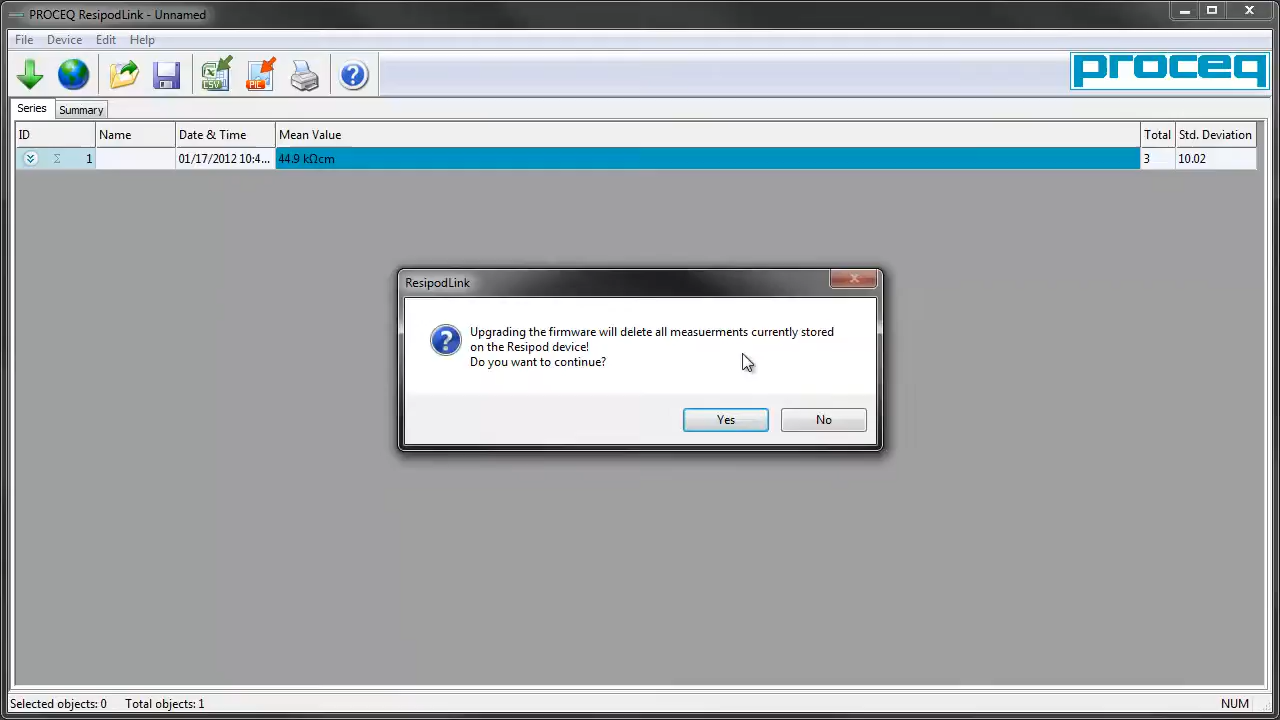 PROCEQ ResipodLink - Unnamed
File Device Edit Help
CSV PIC ?
proceq
Series Summary
ID Name Date & Time Mean Value Total Std. Deviation
Σ 1 01/17/2012 10:4... 44.9 kΩcm 3 10.02
ResipodLink
Upgrading the firmware will delete all measuerments currently stored
on the Resipod device!
Do you want to continue?
Yes No
Selected objects: 0 Total objects: 1 NUM